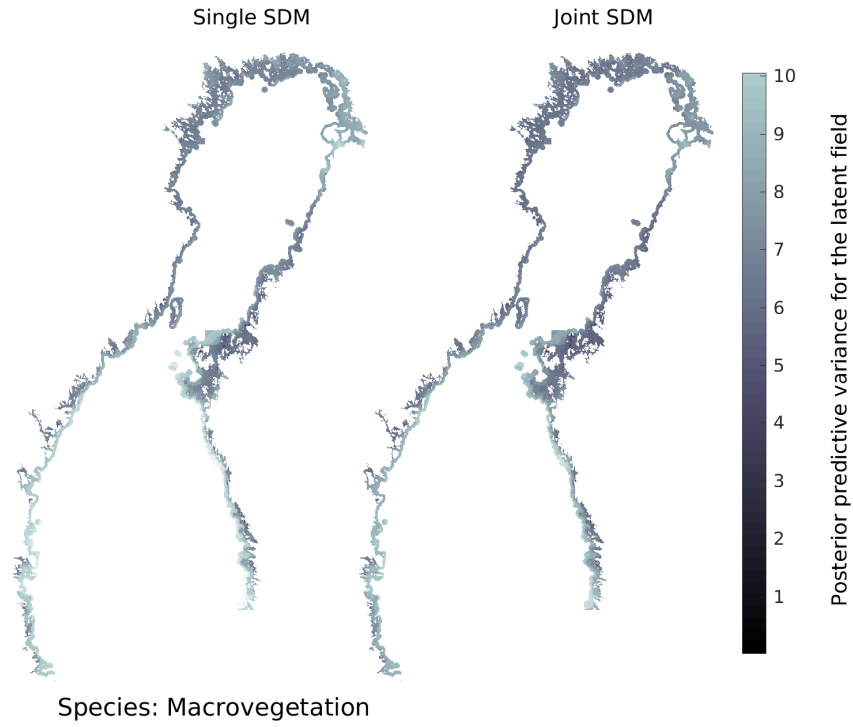 Single SDM
Joint SDM
10
9
8
7
6
5
4
3
2
1
Posterior predictive variance for the latent field
Species: Macrovegetation